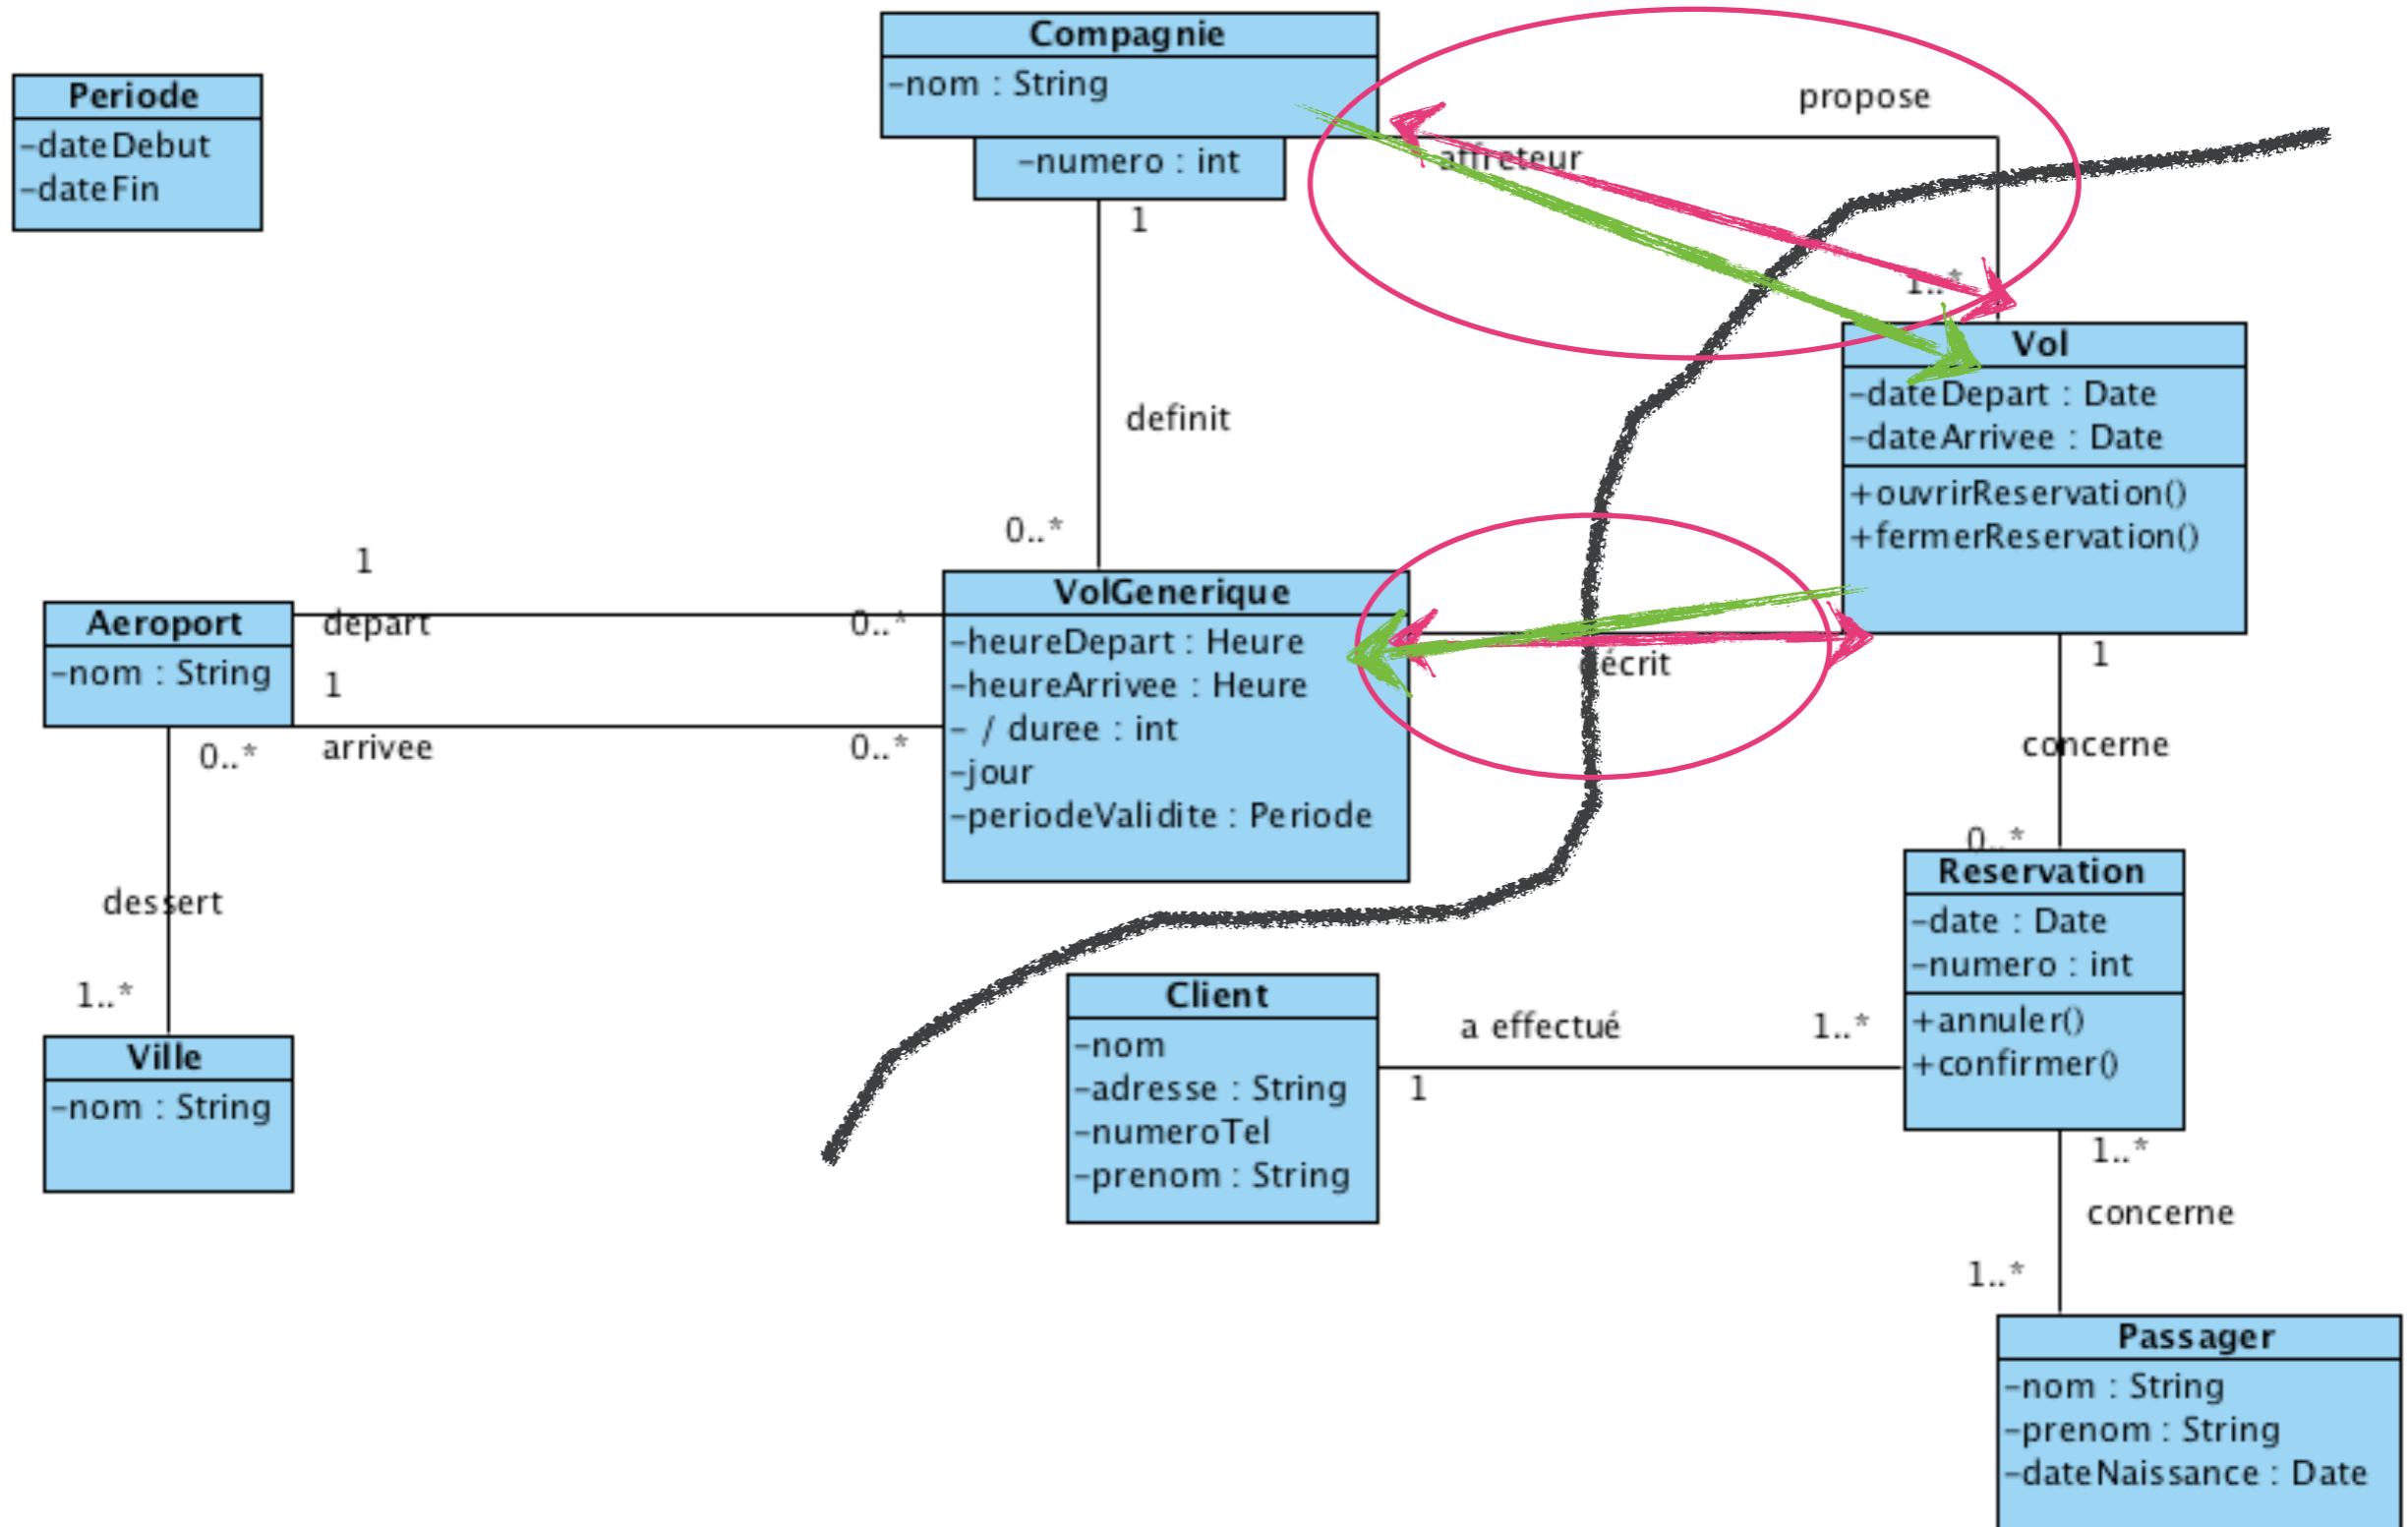 Compagnie
-nom : String
-numero : int
Periode
-dateDebut
-dateFin
propose
affreteur
1
1..*
Vol
-dateDepart : Date
-dateArrivee : Date
+ouvrirReservation()
+fermerReservation()
definit
0..*
1
Aeroport
-nom : String
depart
0..*
1
arrivee
0..*
VolGenerique
-heureDepart : Heure
-heureArrivee : Heure
- / duree : int
-jour
-periodeValidite : Periode
décrit
1
concerne
0..*
0..*
dessert
1..*
Ville
-nom : String
Reservation
-date : Date
-numero : int
+annuler()
+confirmer()
Client
-nom
-adresse : String
-numeroTel
-prenom : String
a effectué
1..*
1
1..*
concerne
1..*
Passager
-nom : String
-prenom : String
-dateNaissance : Date